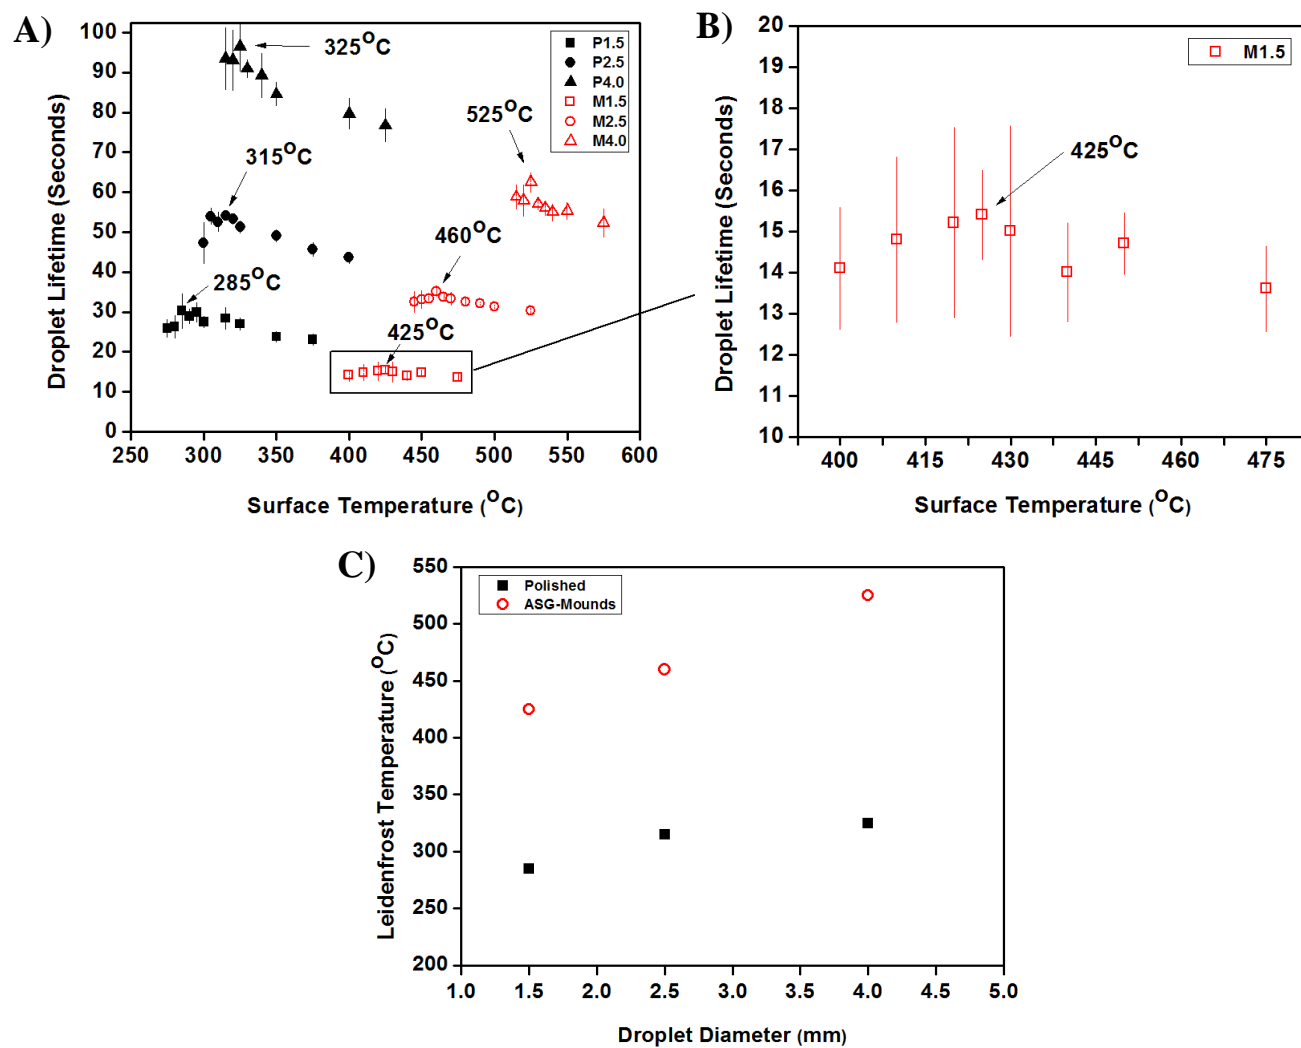 A)
100
90
80
70
60
50
40
30
20
10
0
250
300
350
400
450
500
550
600
Droplet Lifetime (Seconds)
Surface Temperature (°C)
325°C
315°C
285°C
525°C
460°C
425°C
P1.5
P2.5
P4.0
M1.5
M2.5
M4.0
B)
20
19
18
17
16
15
14
13
12
11
10
400
415
430
445
460
475
Droplet Lifetime (Seconds)
Surface Temperature (°C)
425°C
M1.5
C)
550
500
450
400
350
300
250
200
1.0
1.5
2.0
2.5
3.0
3.5
4.0
4.5
5.0
Leidenfrost Temperature (°C)
Droplet Diameter (mm)
Polished
ASG-Mounds